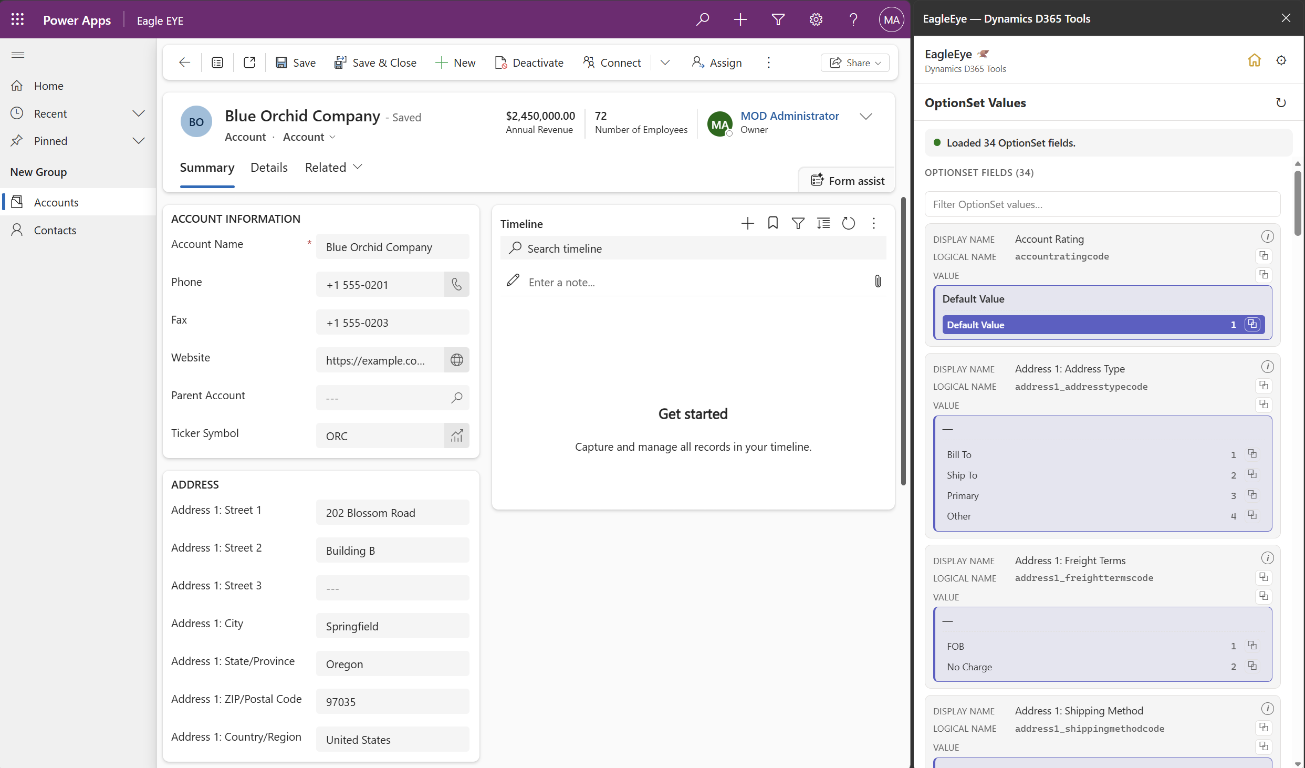 Power Apps
Eagle EYE
MA
Home
Recent
Pinned
New Group
Accounts
Contacts
Save
Save & Close
New
Deactivate
Connect
Assign
Share
BO
Blue Orchid Company - Saved
Account · Account
$2,450,000.00
Annual Revenue
72
Number of Employees
MA
MOD Administrator
Owner
Summary
Details
Related
Form assist
ACCOUNT INFORMATION
Account Name * Blue Orchid Company
Phone +1 555-0201
Fax +1 555-0203
Website https://example.co...
Parent Account ---
Ticker Symbol ORC
ADDRESS
Address 1: Street 1 202 Blossom Road
Address 1: Street 2 Building B
Address 1: Street 3 ---
Address 1: City Springfield
Address 1: State/Province Oregon
Address 1: ZIP/Postal Code 97035
Address 1: Country/Region United States
Timeline
Search timeline
Enter a note...
Get started
Capture and manage all records in your timeline.
EagleEye — Dynamics D365 Tools
EagleEye
Dynamics D365 Tools
OptionSet Values
Loaded 34 OptionSet fields.
OPTIONSET FIELDS (34)
Filter OptionSet values...
DISPLAY NAME Account Rating
LOGICAL NAME accountratingcode
VALUE
Default Value
Default Value 1
DISPLAY NAME Address 1: Address Type
LOGICAL NAME address1_addresstypecode
VALUE
—
Bill To 1
Ship To 2
Primary 3
Other 4
DISPLAY NAME Address 1: Freight Terms
LOGICAL NAME address1_freighttermscode
VALUE
—
FOB 1
No Charge 2
DISPLAY NAME Address 1: Shipping Method
LOGICAL NAME address1_shippingmethodcode
VALUE